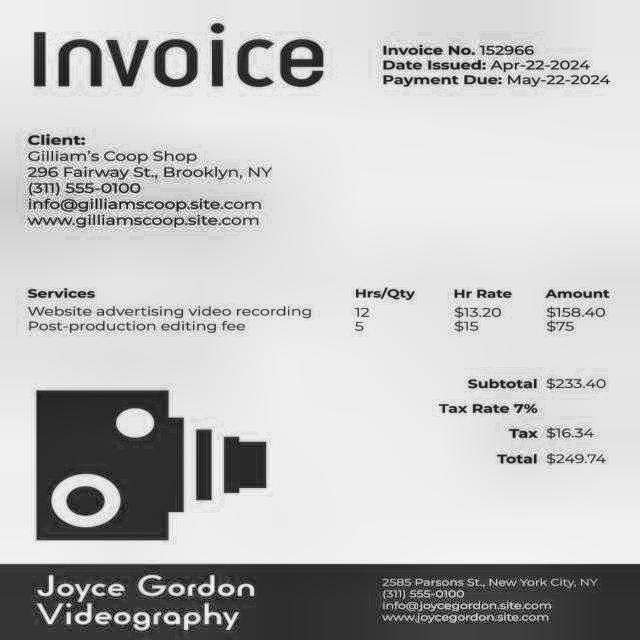 Invoice
Invoice No. 152966
Date Issued: Apr-22-2024
Payment Due: May-22-2024
Client:
Gilliam's Coop Shop
296 Fairway St., Brooklyn, NY
(311) 555-0100
info@gilliamscoop.site.com
www.gilliamscoop.site.com
Services Hrs/Qty Hr Rate Amount
Website advertising video recording 12 $13.20 $158.40
Post-production editing fee 5 $15 $75
Subtotal $233.40
Tax Rate 7%
Tax $16.34
Total $249.74
Joyce Gordon
Videography
2585 Parsons St., New York City, NY
(311) 555-0100
info@joycegordon.site.com
www.joycegordon.site.com